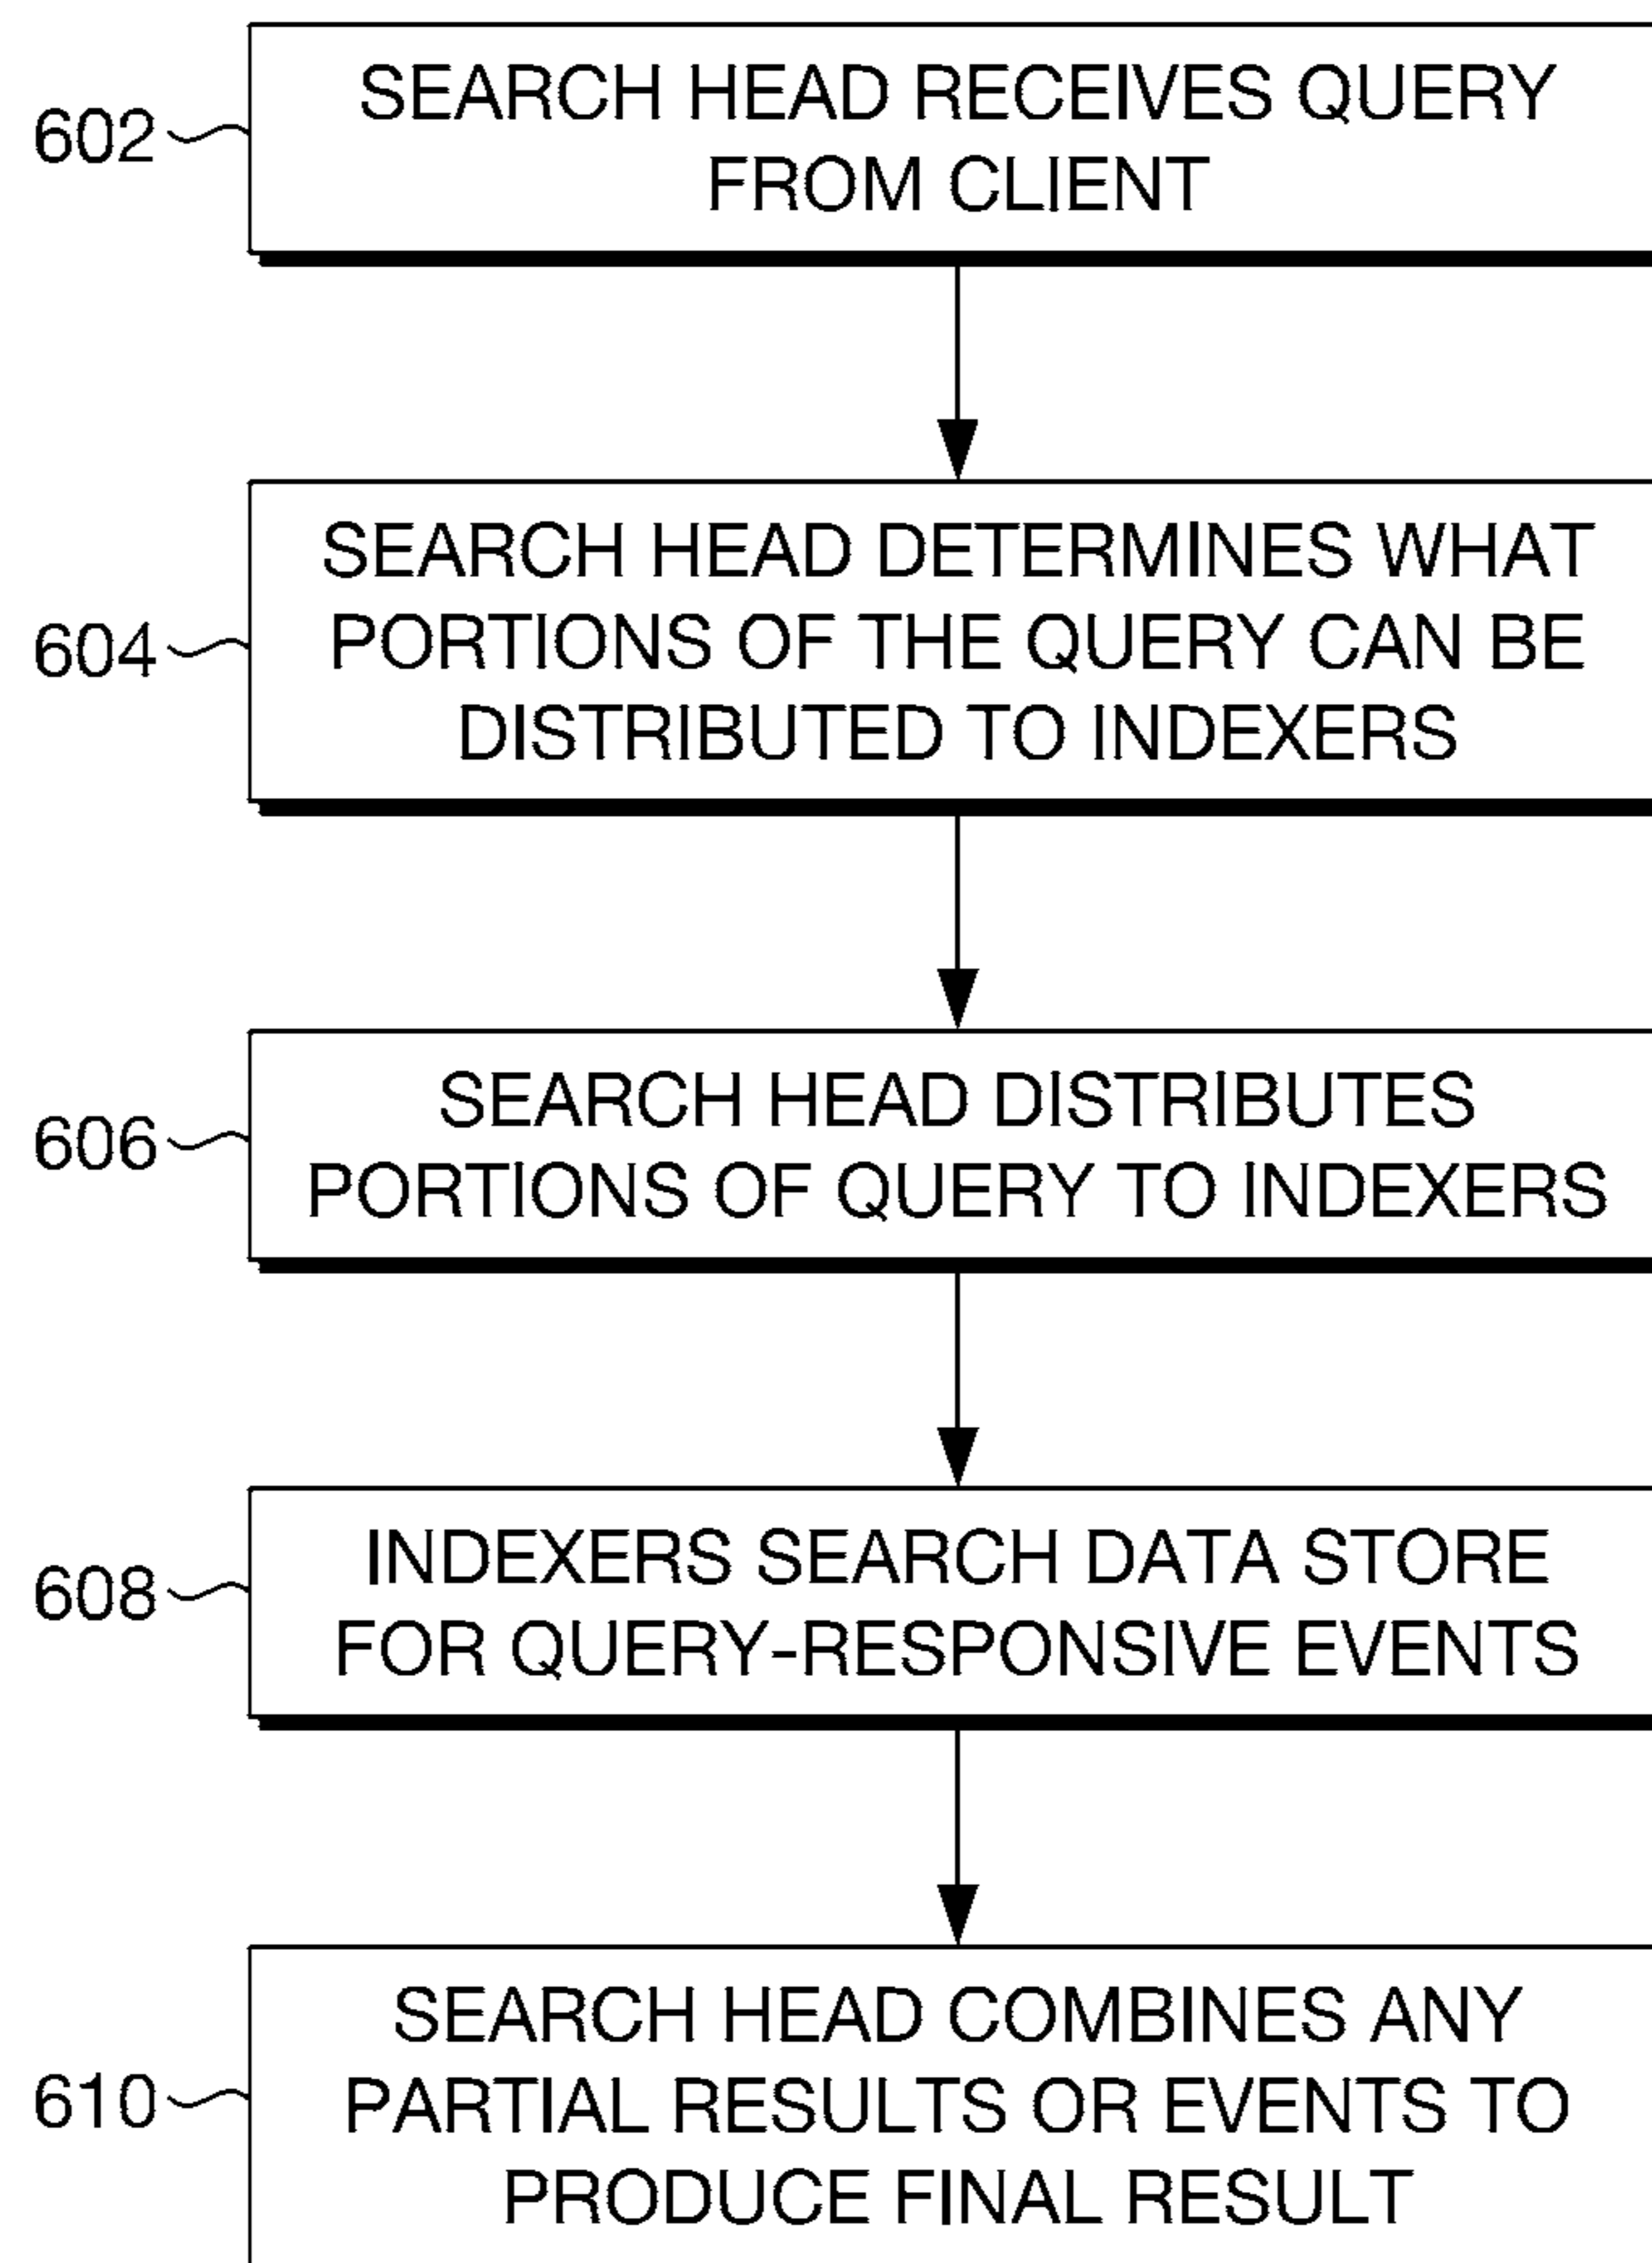 602
SEARCH HEAD RECEIVES QUERY
FROM CLIENT
604
SEARCH HEAD DETERMINES WHAT
PORTIONS OF THE QUERY CAN BE
DISTRIBUTED TO INDEXERS
606
SEARCH HEAD DISTRIBUTES
PORTIONS OF QUERY TO INDEXERS
608
INDEXERS SEARCH DATA STORE
FOR QUERY-RESPONSIVE EVENTS
610
SEARCH HEAD COMBINES ANY
PARTIAL RESULTS OR EVENTS TO
PRODUCE FINAL RESULT